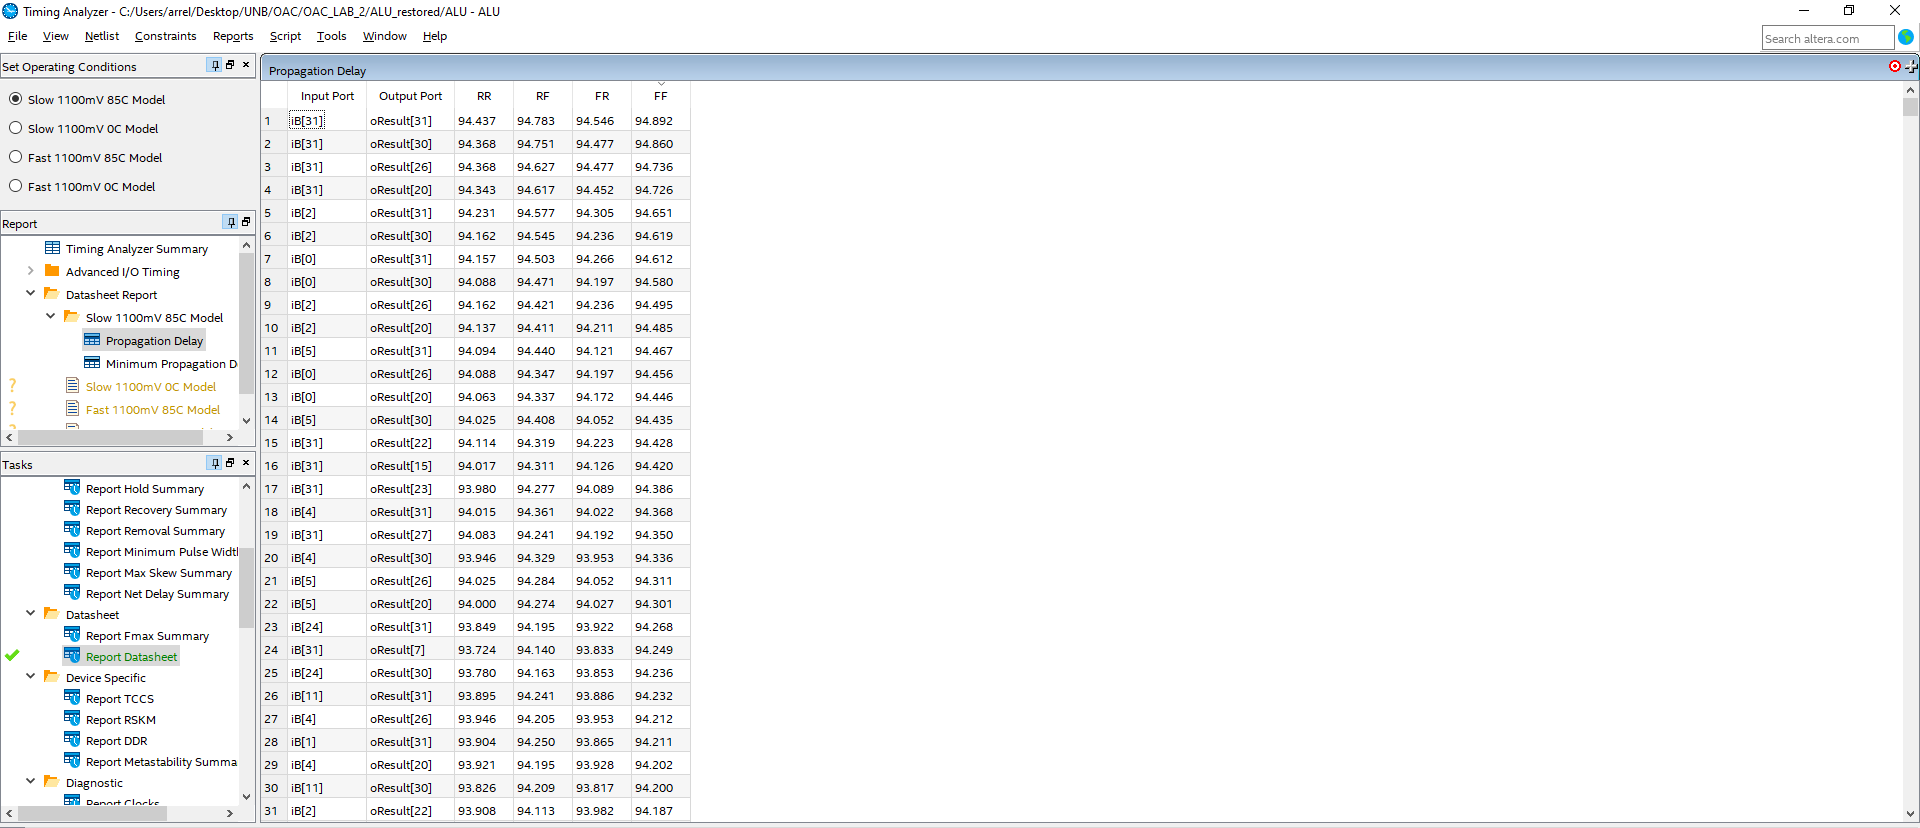 Timing Analyzer - C:/Users/arrel/Desktop/UNB/OAC/OAC_LAB_2/ALU_restored/ALU - ALU
File View Netlist Constraints Reports Script Tools Window Help
Search altera.com
Set Operating Conditions
Slow 1100mV 85C Model
Slow 1100mV 0C Model
Fast 1100mV 85C Model
Fast 1100mV 0C Model
Report
Timing Analyzer Summary
Advanced I/O Timing
Datasheet Report
Slow 1100mV 85C Model
Propagation Delay
Minimum Propagation D
? Slow 1100mV 0C Model
? Fast 1100mV 85C Model
Tasks
Report Hold Summary
Report Recovery Summary
Report Removal Summary
Report Minimum Pulse Widt
Report Max Skew Summary
Report Net Delay Summary
Datasheet
Report Fmax Summary
Report Datasheet
Device Specific
Report TCCS
Report RSKM
Report DDR
Report Metastability Summa
Diagnostic
Report Clocks
Propagation Delay
Input Port Output Port RR RF FR FF
1 iB[31] oResult[31] 94.437 94.783 94.546 94.892
2 iB[31] oResult[30] 94.368 94.751 94.477 94.860
3 iB[31] oResult[26] 94.368 94.627 94.477 94.736
4 iB[31] oResult[20] 94.343 94.617 94.452 94.726
5 iB[2] oResult[31] 94.231 94.577 94.305 94.651
6 iB[2] oResult[30] 94.162 94.545 94.236 94.619
7 iB[0] oResult[31] 94.157 94.503 94.266 94.612
8 iB[0] oResult[30] 94.088 94.471 94.197 94.580
9 iB[2] oResult[26] 94.162 94.421 94.236 94.495
10 iB[2] oResult[20] 94.137 94.411 94.211 94.485
11 iB[5] oResult[31] 94.094 94.440 94.121 94.467
12 iB[0] oResult[26] 94.088 94.347 94.197 94.456
13 iB[0] oResult[20] 94.063 94.337 94.172 94.446
14 iB[5] oResult[30] 94.025 94.408 94.052 94.435
15 iB[31] oResult[22] 94.114 94.319 94.223 94.428
16 iB[31] oResult[15] 94.017 94.311 94.126 94.420
17 iB[31] oResult[23] 93.980 94.277 94.089 94.386
18 iB[4] oResult[31] 94.015 94.361 94.022 94.368
19 iB[31] oResult[27] 94.083 94.241 94.192 94.350
20 iB[4] oResult[30] 93.946 94.329 93.953 94.336
21 iB[5] oResult[26] 94.025 94.284 94.052 94.311
22 iB[5] oResult[20] 94.000 94.274 94.027 94.301
23 iB[24] oResult[31] 93.849 94.195 93.922 94.268
24 iB[31] oResult[7] 93.724 94.140 93.833 94.249
25 iB[24] oResult[30] 93.780 94.163 93.853 94.236
26 iB[11] oResult[31] 93.895 94.241 93.886 94.232
27 iB[4] oResult[26] 93.946 94.205 93.953 94.212
28 iB[1] oResult[31] 93.904 94.250 93.865 94.211
29 iB[4] oResult[20] 93.921 94.195 93.928 94.202
30 iB[11] oResult[30] 93.826 94.209 93.817 94.200
31 iB[2] oResult[22] 93.908 94.113 93.982 94.187